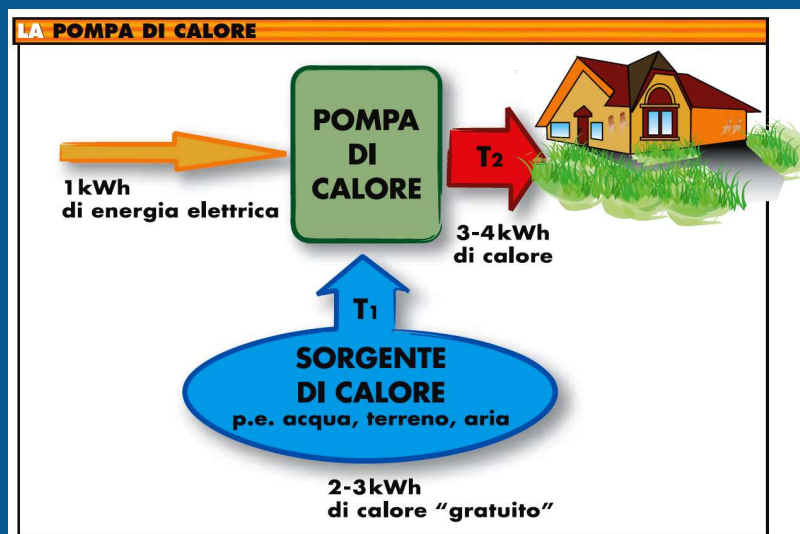 LA POMPA DI CALORE
POMPA
DI
CALORE
T2
1kWh
di energia elettrica
3-4kWh
di calore
T1
SORGENTE
DI CALORE
p.e. acqua, terreno, aria
2-3kWh
di calore “gratuito”